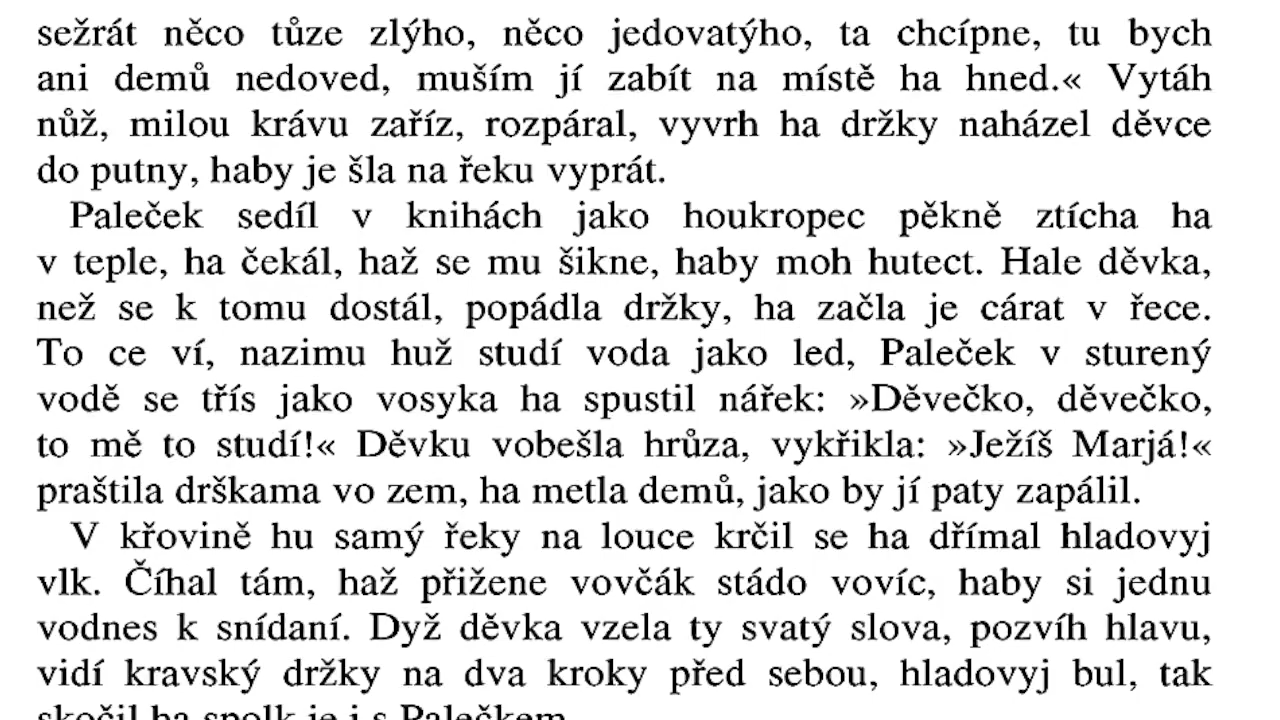 sežrát něco tůze zlýho, něco jedovatýho, ta chcípne, tu bych
ani demů nedoved, muším jí zabít na místě ha hned.« Vytáh
nůž, milou krávu zaříz, rozpáral, vyvrh ha držky naházel děvce
do putny, haby je šla na řeku vyprát.
Paleček sedíl v knihách jako houkropec pěkně ztícha ha
v teple, ha čekál, haž se mu šikne, haby moh hutect. Hale děvka,
než se k tomu dostál, popádla držky, ha začla je cárat v řece.
To ce ví, nazimu huž studí voda jako led, Paleček v sturený
vodě se třís jako vosyka ha spustil nářek: »Děvečko, děvečko,
to mě to studí!« Děvku vobešla hrůza, vykřikla: »Ježíš Marjá!«
praštila drškama vo zem, ha metla demů, jako by jí paty zapálil.
V křovině hu samý řeky na louce krčil se ha dřímal hladovyj
vlk. Číhal tám, haž přižene vovčák stádo vovíc, haby si jednu
vodnes k snídaní. Dyž děvka vzela ty svatý slova, pozvíh hlavu,
vidí kravský držky na dva kroky před sebou, hladovyj bul, tak
skočil ha spolk je i s Palečkem.